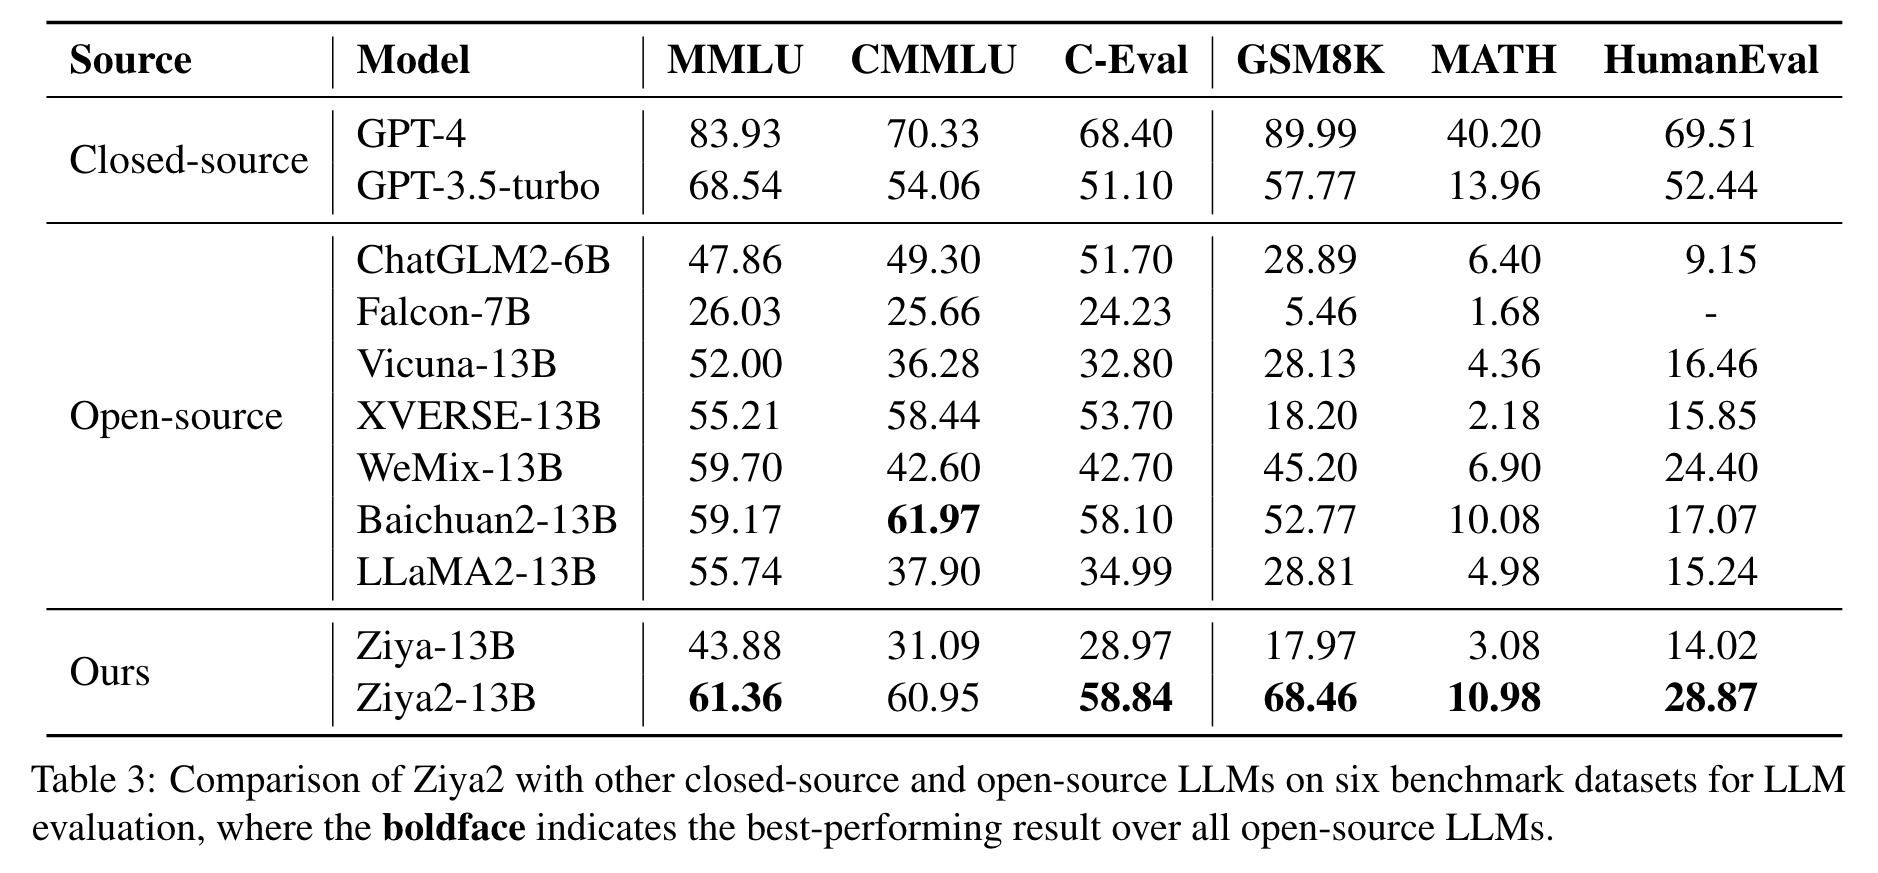 Source Model MMLU CMMLU C-Eval GSM8K MATH HumanEval
Closed-source
GPT-4 83.93 70.33 68.40 89.99 40.20 69.51
GPT-3.5-turbo 68.54 54.06 51.10 57.77 13.96 52.44
Open-source
ChatGLM2-6B 47.86 49.30 51.70 28.89 6.40 9.15
Falcon-7B 26.03 25.66 24.23 5.46 1.68 -
Vicuna-13B 52.00 36.28 32.80 28.13 4.36 16.46
XVERSE-13B 55.21 58.44 53.70 18.20 2.18 15.85
WeMix-13B 59.70 42.60 42.70 45.20 6.90 24.40
Baichuan2-13B 59.17 61.97 58.10 52.77 10.08 17.07
LLaMA2-13B 55.74 37.90 34.99 28.81 4.98 15.24
Ours
Ziya-13B 43.88 31.09 28.97 17.97 3.08 14.02
Ziya2-13B 61.36 60.95 58.84 68.46 10.98 28.87
Table 3: Comparison of Ziya2 with other closed-source and open-source LLMs on six benchmark datasets for LLM
evaluation, where the boldface indicates the best-performing result over all open-source LLMs.